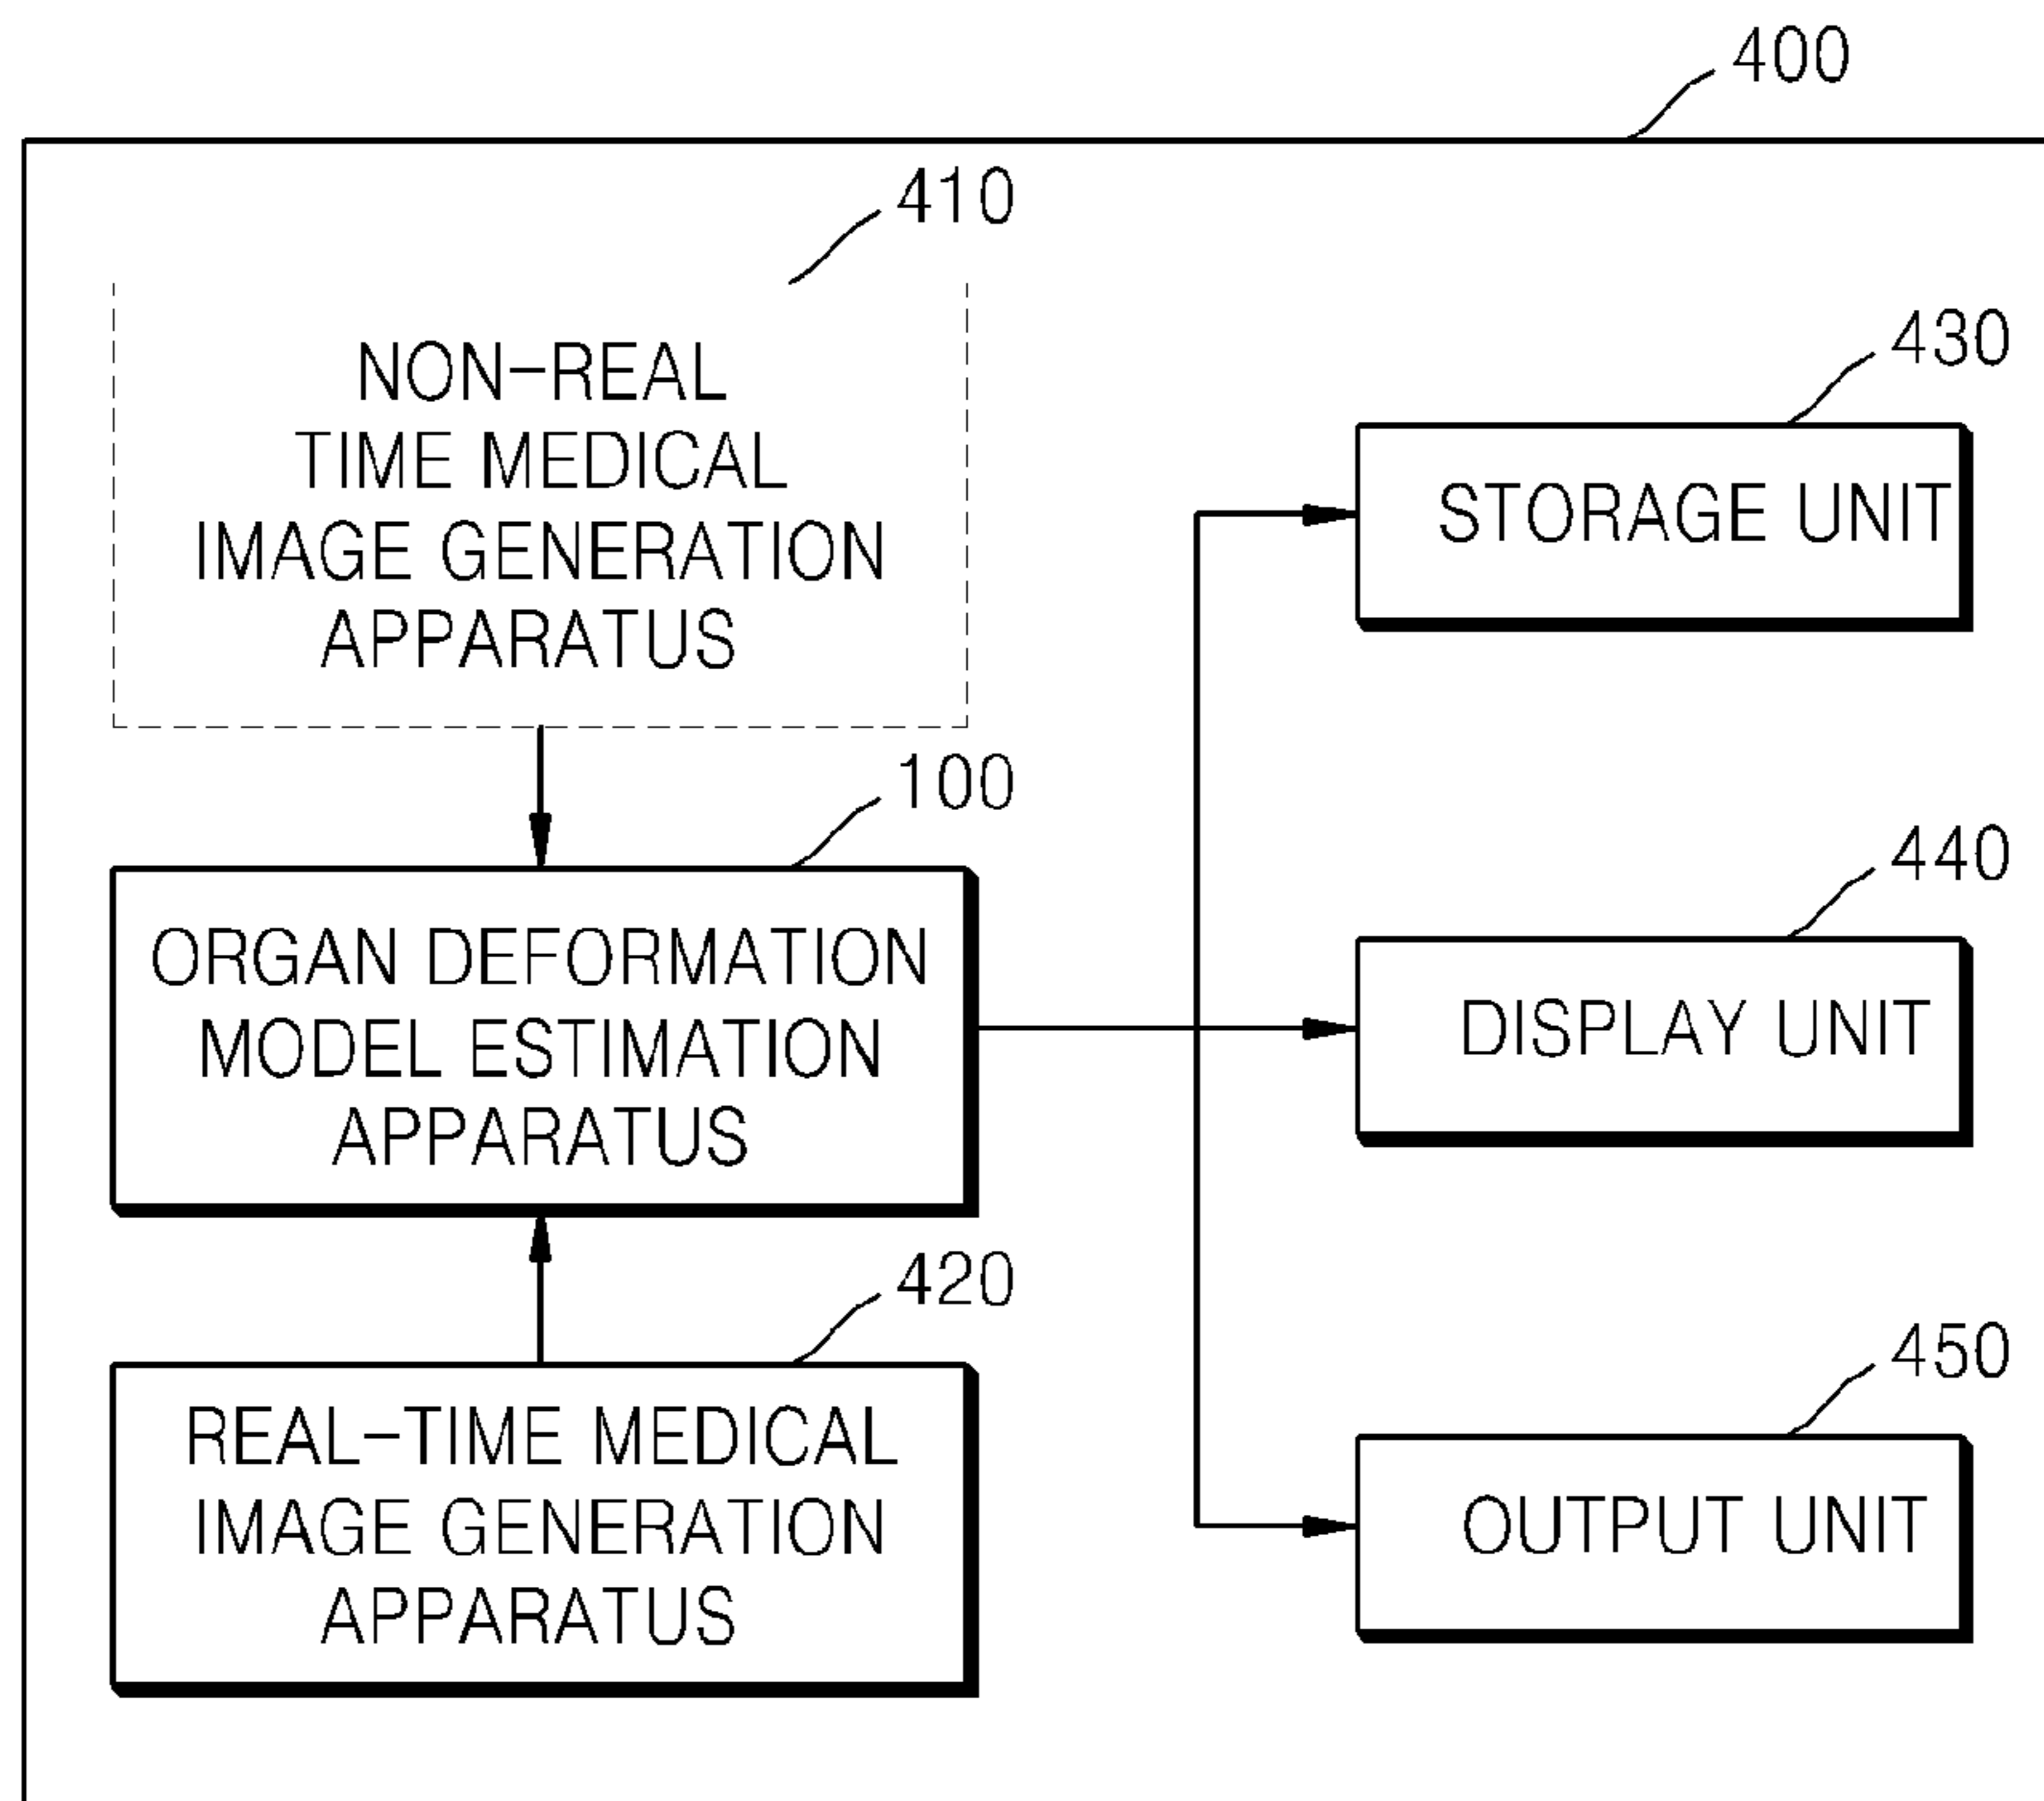 400
410
NON-REAL
TIME MEDICAL
IMAGE GENERATION
APPARATUS
430
STORAGE UNIT
100
ORGAN DEFORMATION
MODEL ESTIMATION
APPARATUS
440
DISPLAY UNIT
420
REAL-TIME MEDICAL
IMAGE GENERATION
APPARATUS
450
OUTPUT UNIT